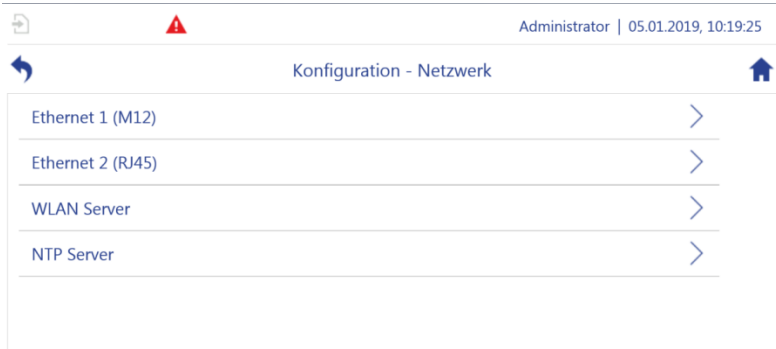 Administrator | 05.01.2019, 10:19:25
Konfiguration - Netzwerk
Ethernet 1 (M12)
Ethernet 2 (RJ45)
WLAN Server
NTP Server